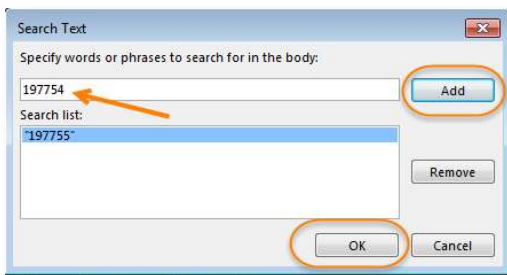 Search Text
Specify words or phrases to search for in the body:
197754
Add
Search list:
"197755"
Remove
OK
Cancel